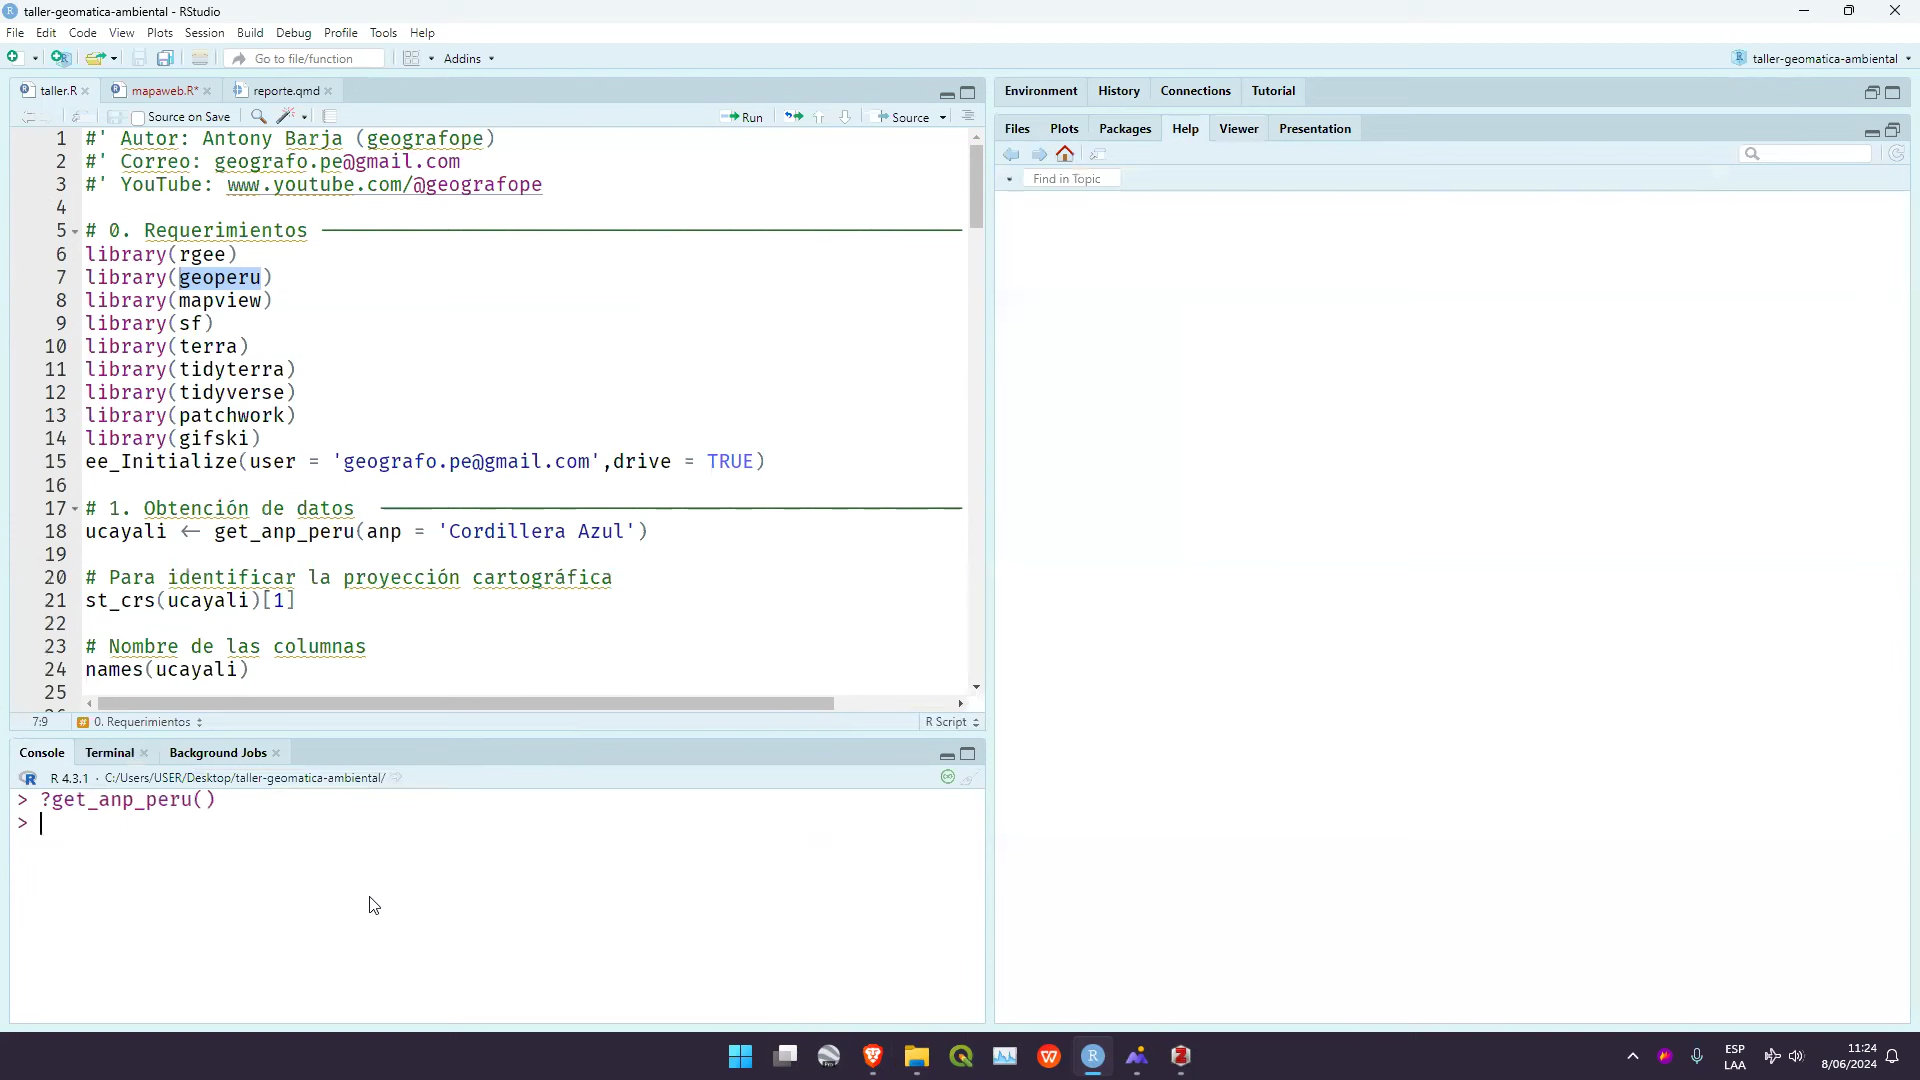 taller-geomatica-ambiental - RStudio
File Edit Code View Plots Session Build Debug Profile Tools Help
Go to file/function Addins taller-geomatica-ambiental
taller.R mapaweb.R* reporte.qmd
Source on Save Run Source
1 #' Autor: Antony Barja (geografope)
2 #' Correo: geografo.pe@gmail.com
3 #' YouTube: www.youtube.com/@geografope
4
5 # 0. Requerimientos
6 library(rgee)
7 library(geoperu)
8 library(mapview)
9 library(sf)
10 library(terra)
11 library(tidyterra)
12 library(tidyverse)
13 library(patchwork)
14 library(gifski)
15 ee_Initialize(user = 'geografo.pe@gmail.com',drive = TRUE)
16
17 # 1. Obtención de datos
18 ucayali <- get_anp_peru(anp = 'Cordillera Azul')
19
20 # Para identificar la proyección cartográfica
21 st_crs(ucayali)[1]
22
23 # Nombre de las columnas
24 names(ucayali)
25
7:9 # 0. Requerimientos R Script
Console Terminal Background Jobs
R 4.3.1 · C:/Users/USER/Desktop/taller-geomatica-ambiental/
> ?get_anp_peru()
>
Environment History Connections Tutorial
Files Plots Packages Help Viewer Presentation
Find in Topic
ESP
LAA
11:24
8/06/2024